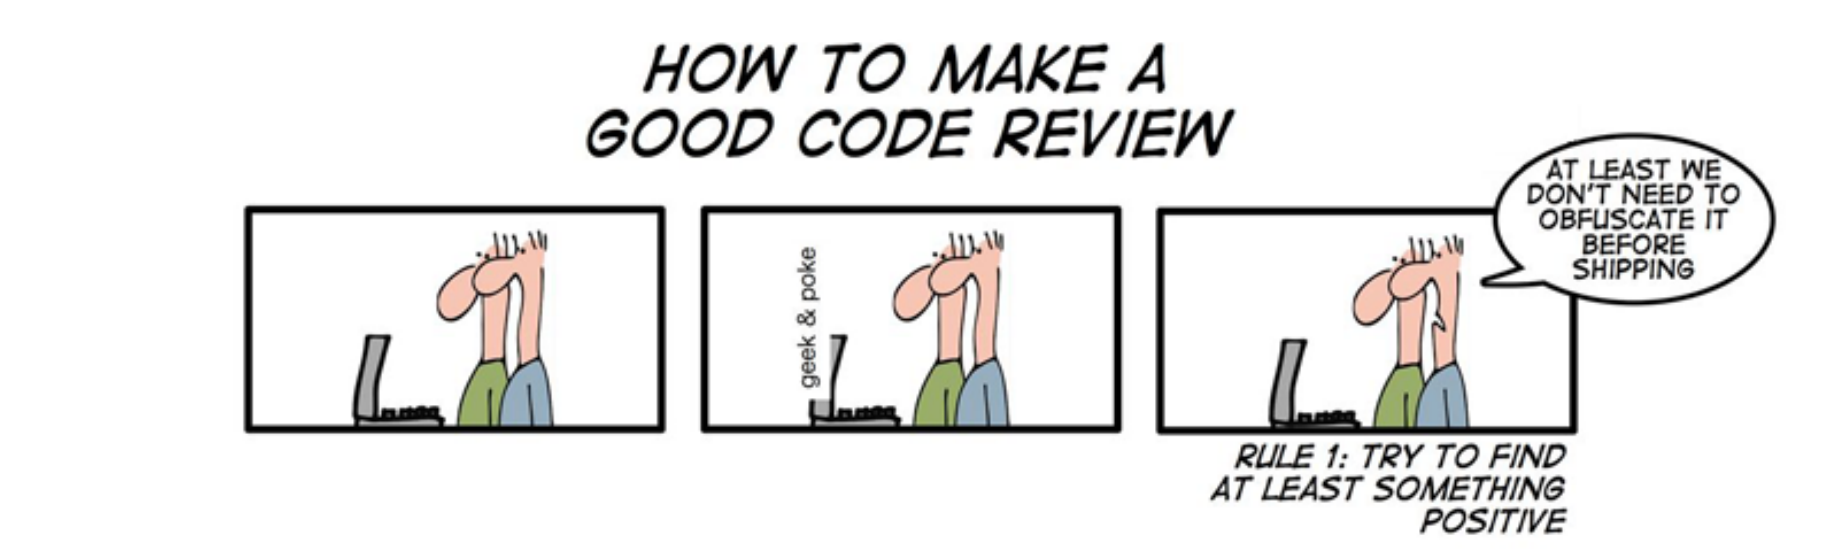 HOW TO MAKE A
GOOD CODE REVIEW
geek & poke
AT LEAST WE
DON'T NEED TO
OBFUSCATE IT
BEFORE
SHIPPING
RULE 1: TRY TO FIND
AT LEAST SOMETHING
POSITIVE